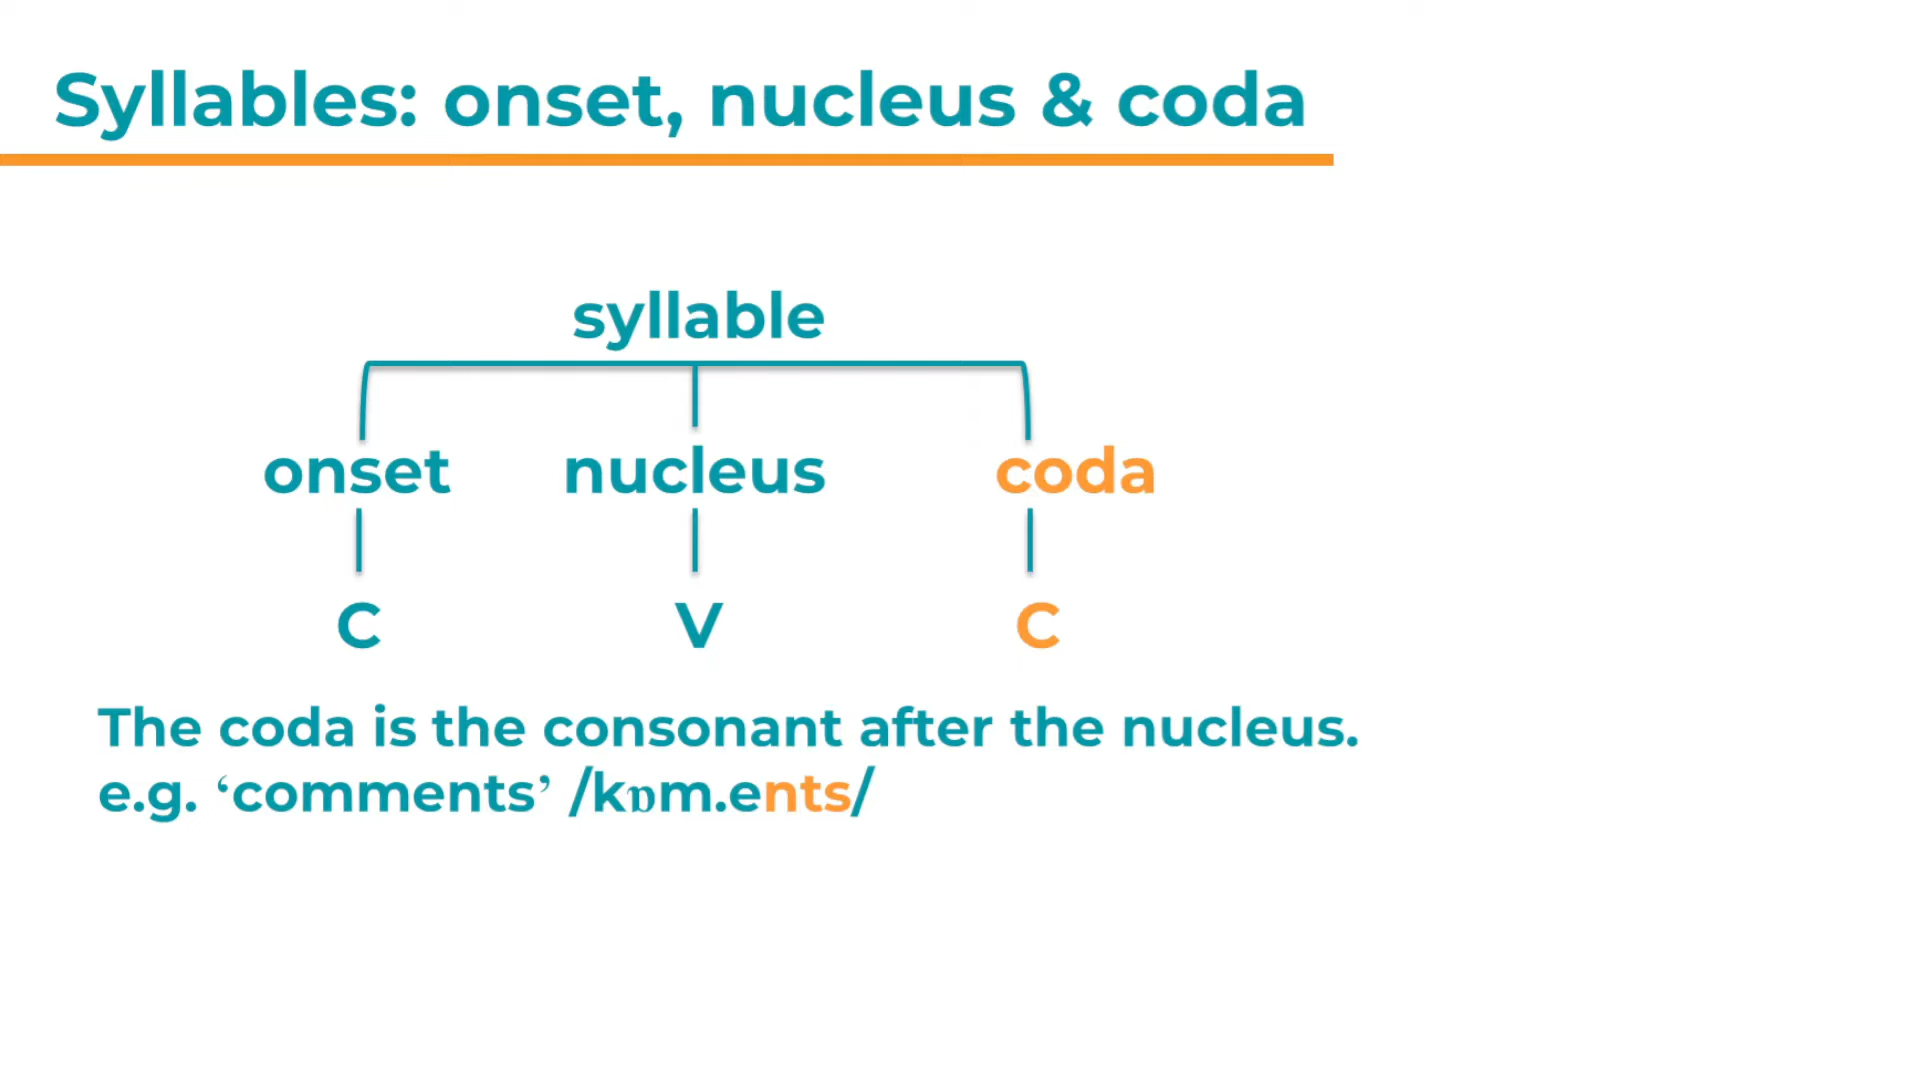 Syllables: onset, nucleus & coda
syllable
onset nucleus coda
C V C
The coda is the consonant after the nucleus.
e.g. ‘comments’ /kɒm.ents/